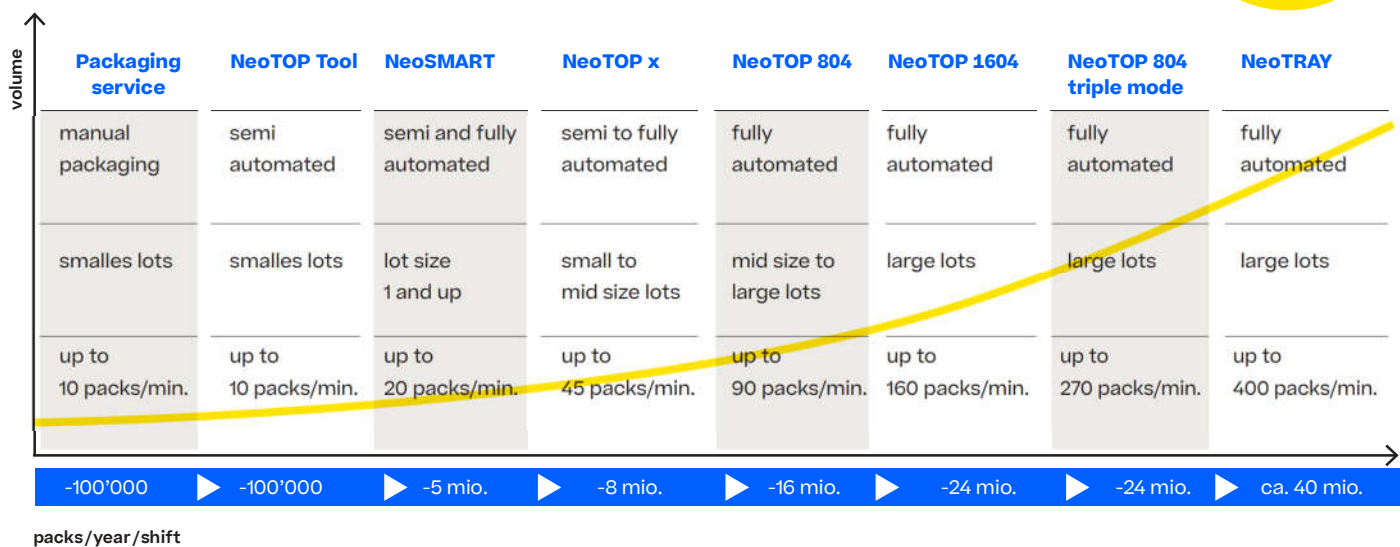 volume
Packaging service
NeoTOP Tool
NeoSMART
NeoTOP x
NeoTOP 804
NeoTOP 1604
NeoTOP 804 triple mode
NeoTRAY
manual
packaging
semi
automated
semi and fully
automated
semi to fully
automated
fully
automated
fully
automated
fully
automated
fully
automated
smalles lots
smalles lots
lot size
1 and up
small to
mid size lots
mid size to
large lots
large lots
large lots
large lots
up to
10 packs/min.
up to
10 packs/min.
up to
20 packs/min.
up to
45 packs/min.
up to
90 packs/min.
up to
160 packs/min.
up to
270 packs/min.
up to
400 packs/min.
-100’000
-100’000
-5 mio.
-8 mio.
-16 mio.
-24 mio.
-24 mio.
ca. 40 mio.
packs/year/shift